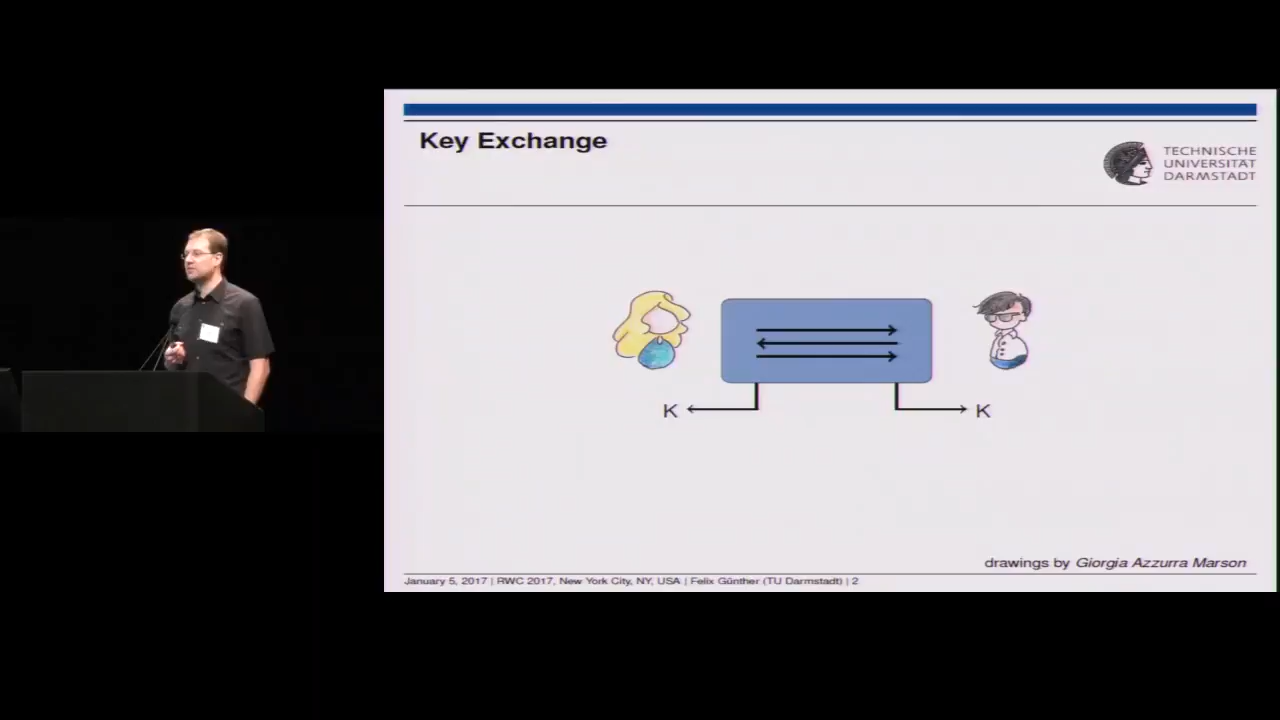 Key Exchange
TECHNISCHE
UNIVERSITÄT
DARMSTADT
K
K
drawings by Giorgia Azzurra Marson
January 5, 2017 | RWC 2017, New York City, NY, USA | Felix Günther (TU Darmstadt) | 2